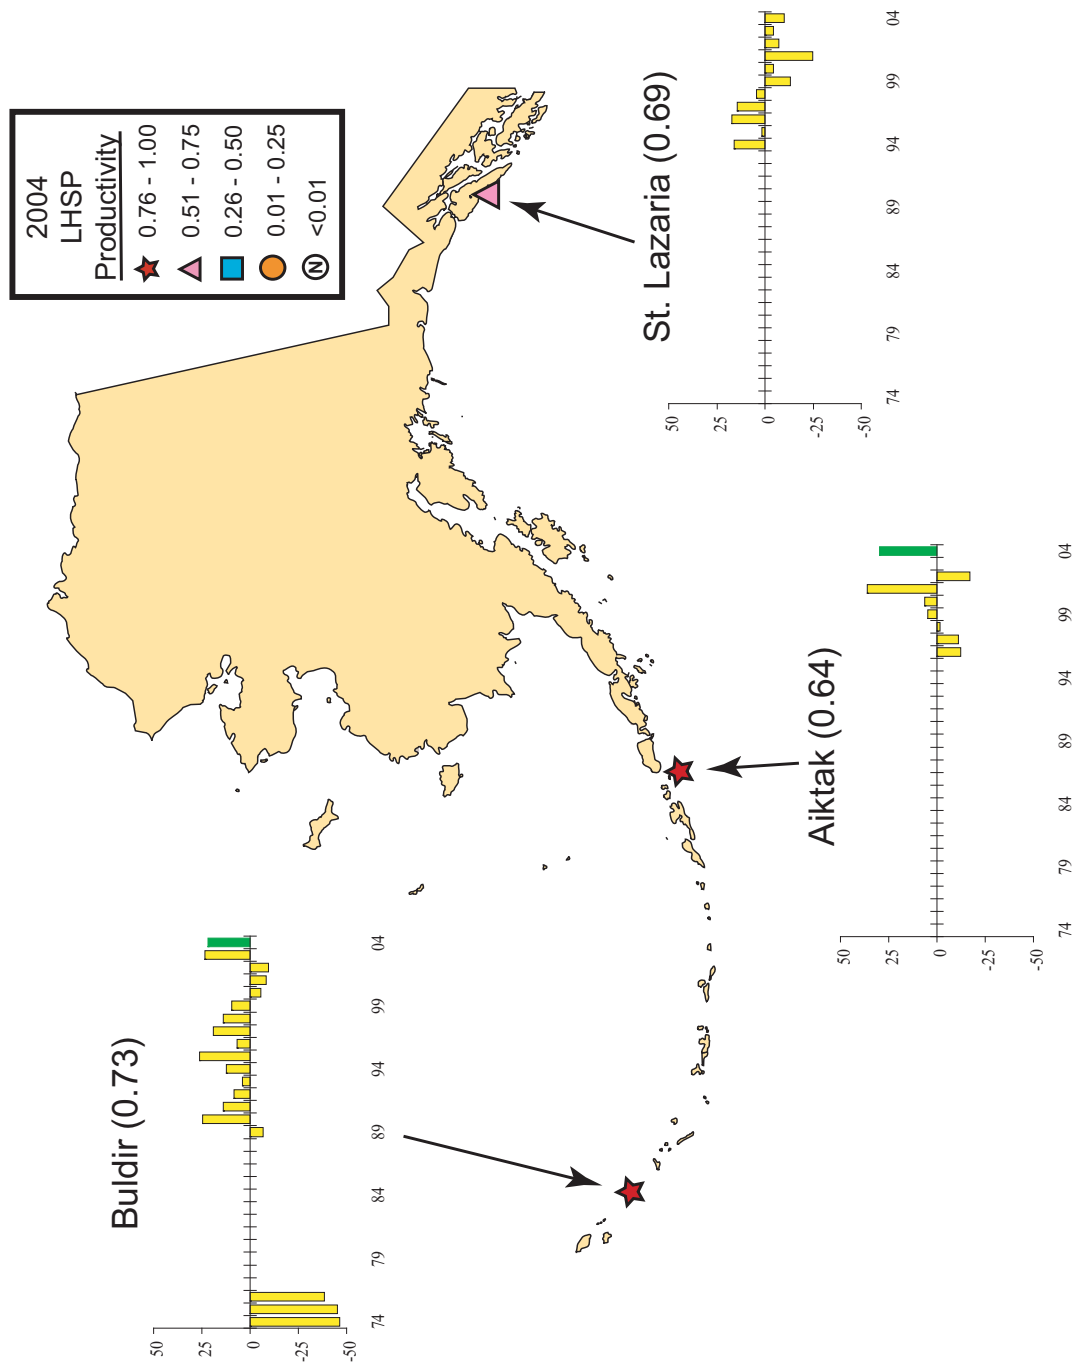 2004
LHSP
Productivity
0.76 - 1.00
0.51 - 0.75
0.26 - 0.50
0.01 - 0.25
N <0.01
Buldir (0.73)
50
25
0
-25
-50
74 79 84 89 94 99 04
Aiktak (0.64)
50
25
0
-25
-50
74 79 84 89 94 99 04
St. Lazaria (0.69)
50
25
0
-25
-50
74 79 84 89 94 99 04